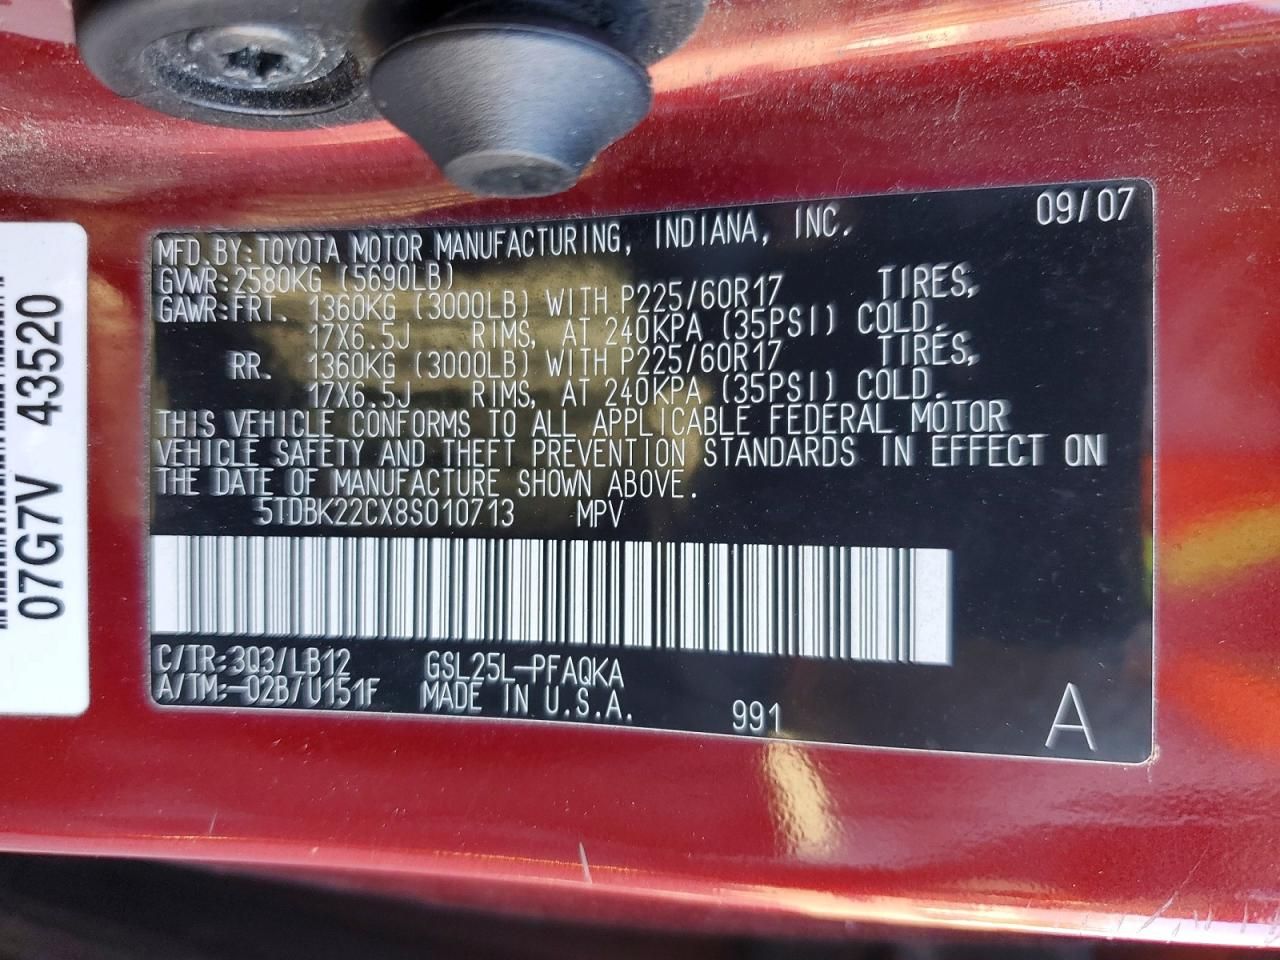 09/07
MFD.BY:TOYOTA MOTOR MANUFACTURING, INDIANA, INC.
GVWR:2580KG (5690LB)
GAWR:FRT. 1360KG (3000LB) WITH P225/60R17 TIRES,
17X6.5J RIMS, AT 240KPA (35PSI) COLD.
RR. 1360KG (3000LB) WITH P225/60R17 TIRES,
17X6.5J RIMS, AT 240KPA (35PSI) COLD.
THIS VEHICLE CONFORMS TO ALL APPLICABLE FEDERAL MOTOR
VEHICLE SAFETY AND THEFT PREVENTION STANDARDS IN EFFECT ON
THE DATE OF MANUFACTURE SHOWN ABOVE.
5TDBK22CX8S010713 MPV
C/TR:3Q3/LB12 GSL25L-PFAQKA
A/TM:-02B/U151F MADE IN U.S.A. 991 A
07G7V 43520